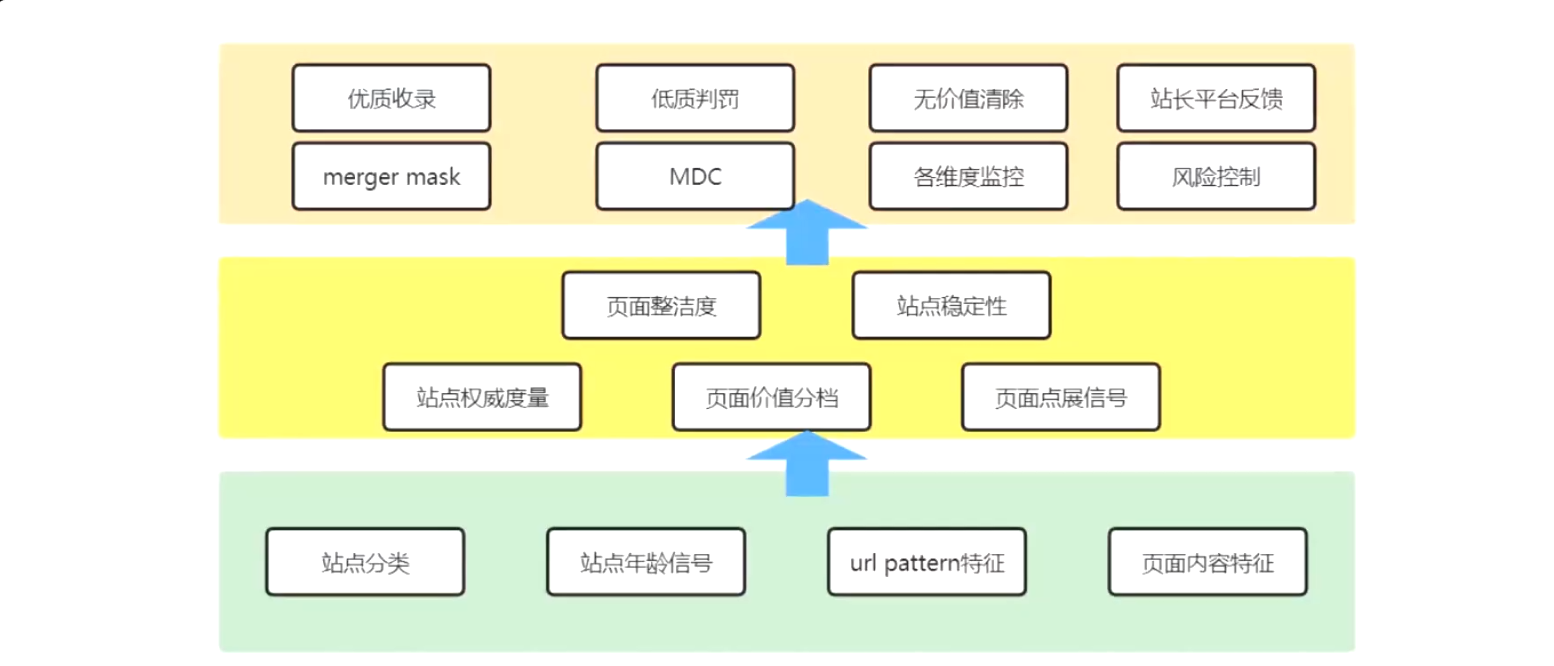 优质收录
低质判罚
无价值清除
站长平台反馈
merger mask
MDC
各维度监控
风险控制
页面整洁度
站点稳定性
站点权威度量
页面价值分档
页面点展信号
站点分类
站点年龄信号
url pattern特征
页面内容特征